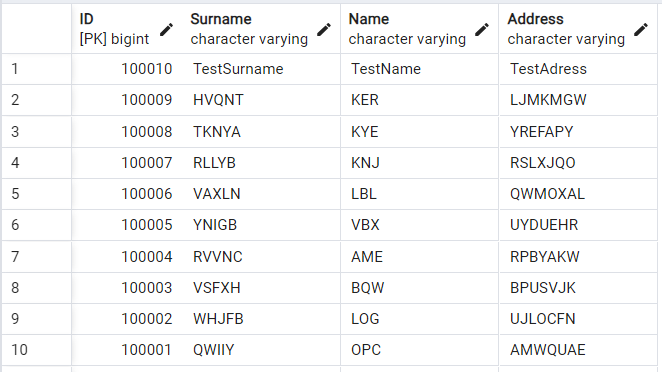 ID Surname Name Address
[PK] bigint character varying character varying character varying
1 100010 TestSurname TestName TestAdress
2 100009 HVQNT KER LJMKMGW
3 100008 TKNYA KYE YREFAPY
4 100007 RLLYB KNJ RSLXJQO
5 100006 VAXLN LBL QWMOXAL
6 100005 YNIGB VBX UYDUEHR
7 100004 RVVNC AME RPBYAKW
8 100003 VSFXH BQW BPUSVJK
9 100002 WHJFB LOG UJLOCFN
10 100001 QWIIY OPC AMWQUAE